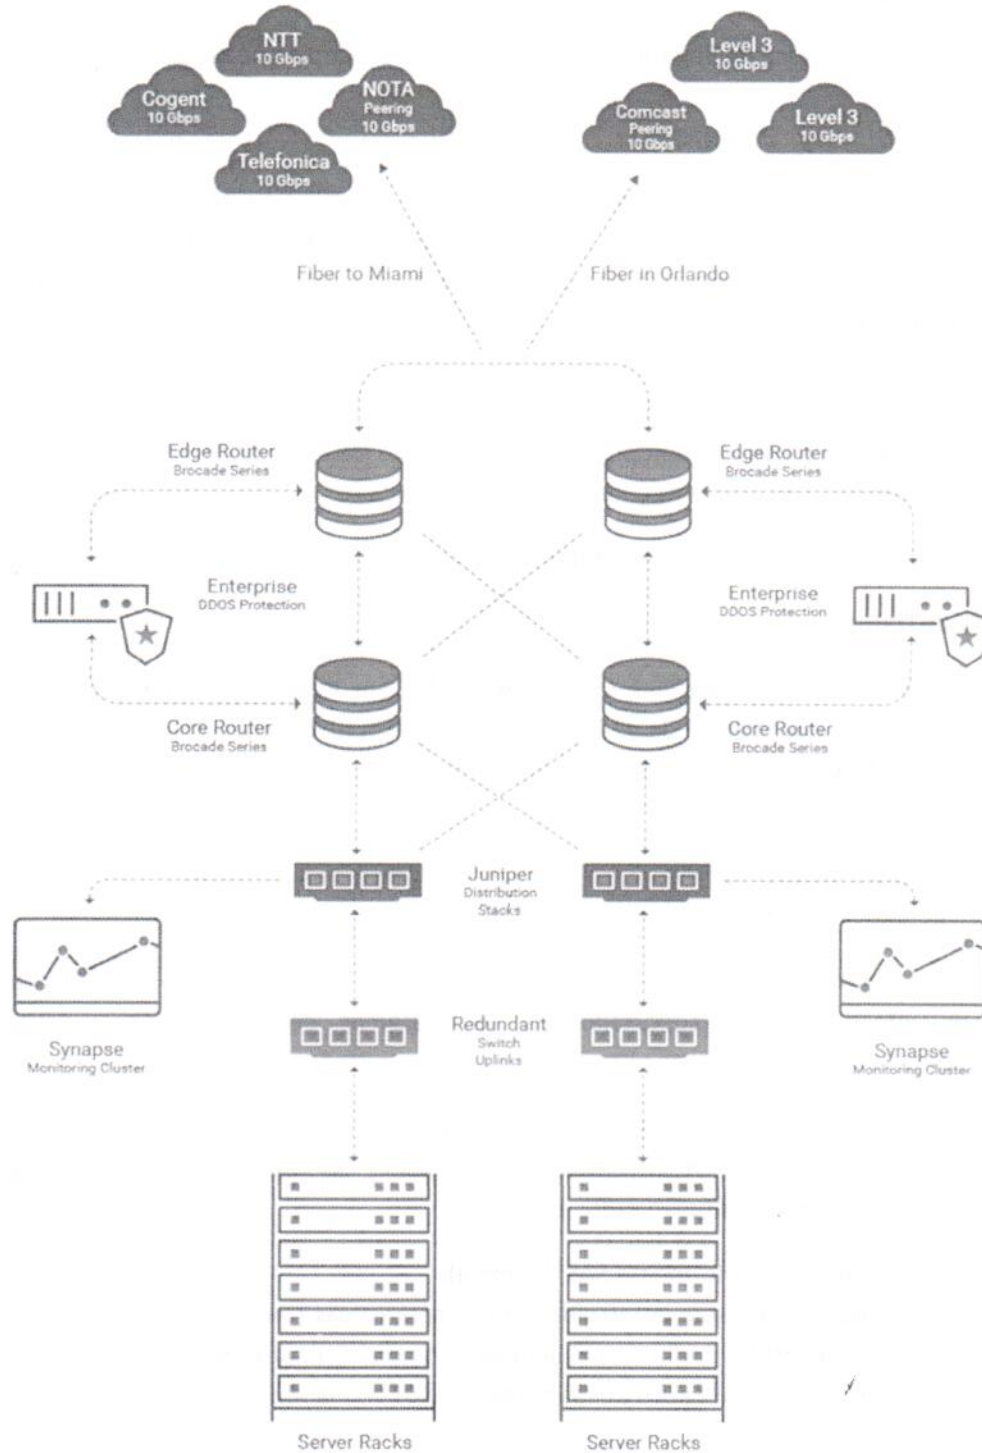 NTT
10 Gbps
Cogent
10 Gbps
NOTA
Peering
10 Gbps
Telefonica
10 Gbps
Level 3
10 Gbps
Comcast
Peering
10 Gbps
Level 3
10 Gbps
Fiber to Miami
Fiber in Orlando
Edge Router
Brocade Series
Edge Router
Brocade Series
Enterprise
DDOS Protection
Enterprise
DDOS Protection
Core Router
Brocade Series
Core Router
Brocade Series
Juniper
Distribution
Stacks
Synapse
Monitoring Cluster
Redundant
Switch
Uplinks
Synapse
Monitoring Cluster
Server Racks
Server Racks